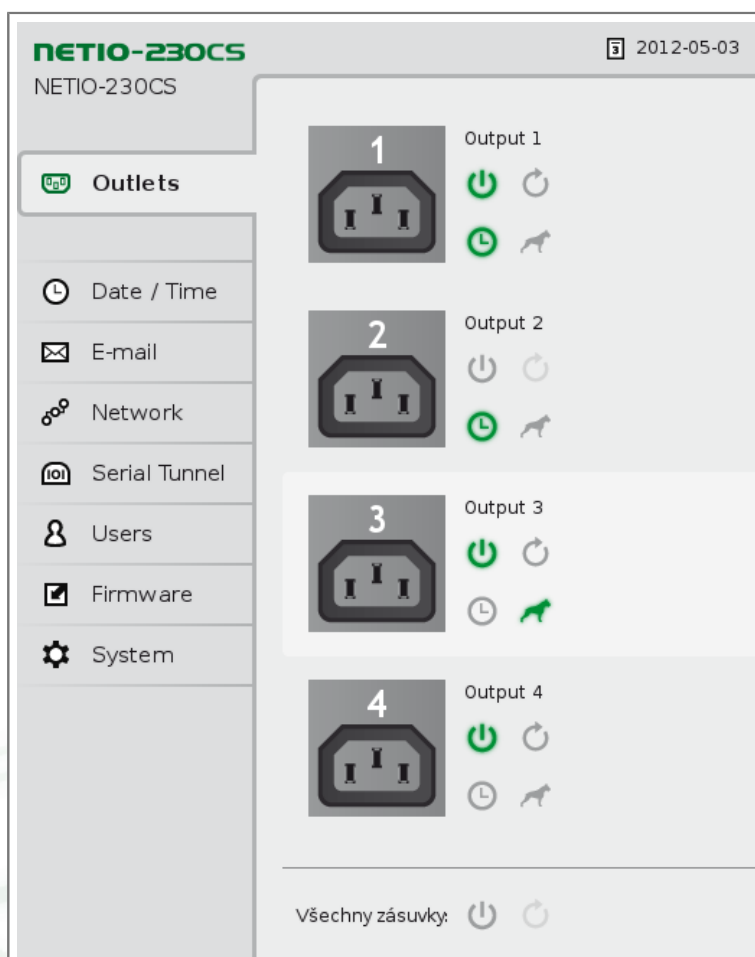 NETIO-230CS
2012-05-03
NETIO-230CS
1
Output 1
Outlets
Date / Time
2
Output 2
E-mail
Network
Serial Tunnel
3
Output 3
Users
Firmware
System
4
Output 4
Všechny zásuvky: